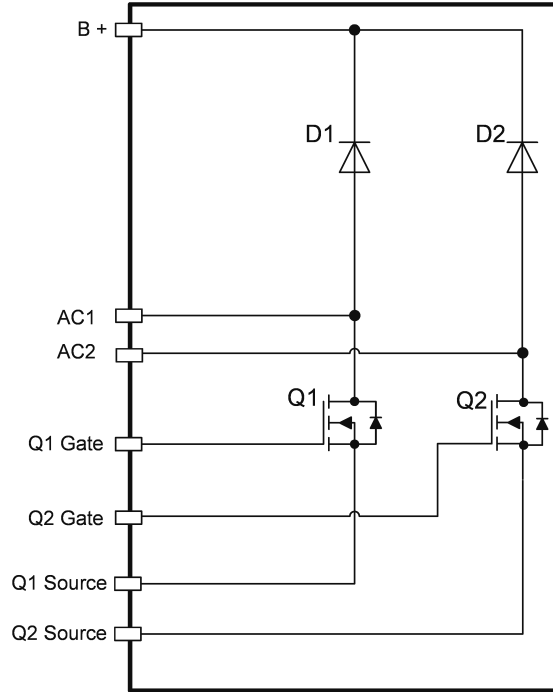 B +
D1
D2
AC1
AC2
Q1
Q2
Q1 Gate
Q2 Gate
Q1 Source
Q2 Source